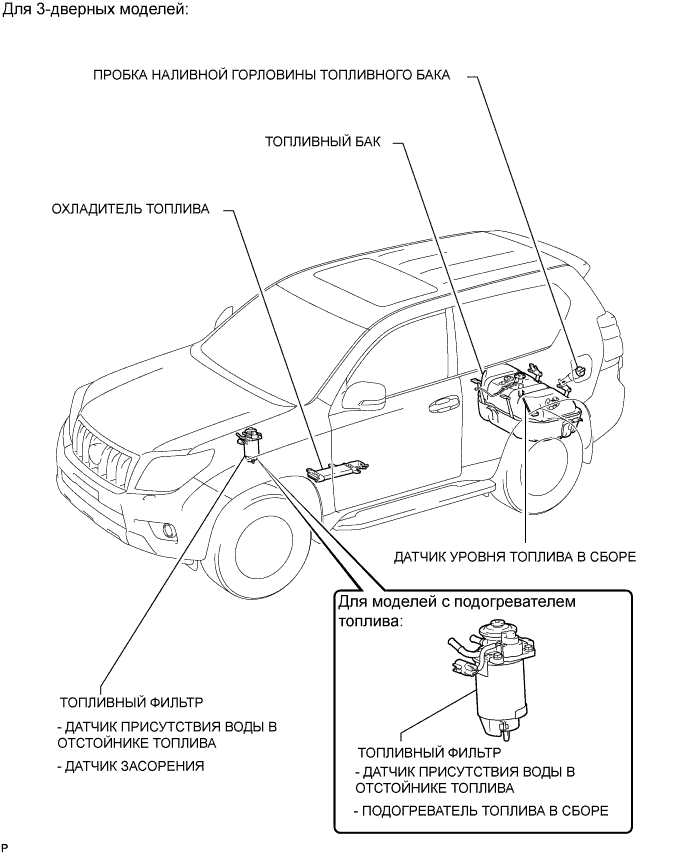 Для 3-дверных моделей:
ПРОБКА НАЛИВНОЙ ГОРЛОВИНЫ ТОПЛИВНОГО БАКА
ТОПЛИВНЫЙ БАК
ОХЛАДИТЕЛЬ ТОПЛИВА
ДАТЧИК УРОВНЯ ТОПЛИВА В СБОРЕ
Для моделей с подогревателем
топлива:
ТОПЛИВНЫЙ ФИЛЬТР
- ДАТЧИК ПРИСУТСТВИЯ ВОДЫ В
ОТСТОЙНИКЕ ТОПЛИВА
- ДАТЧИК ЗАСОРЕНИЯ
ТОПЛИВНЫЙ ФИЛЬТР
- ДАТЧИК ПРИСУТСТВИЯ ВОДЫ В
ОТСТОЙНИКЕ ТОПЛИВА
- ПОДОГРЕВАТЕЛЬ ТОПЛИВА В СБОРЕ
P